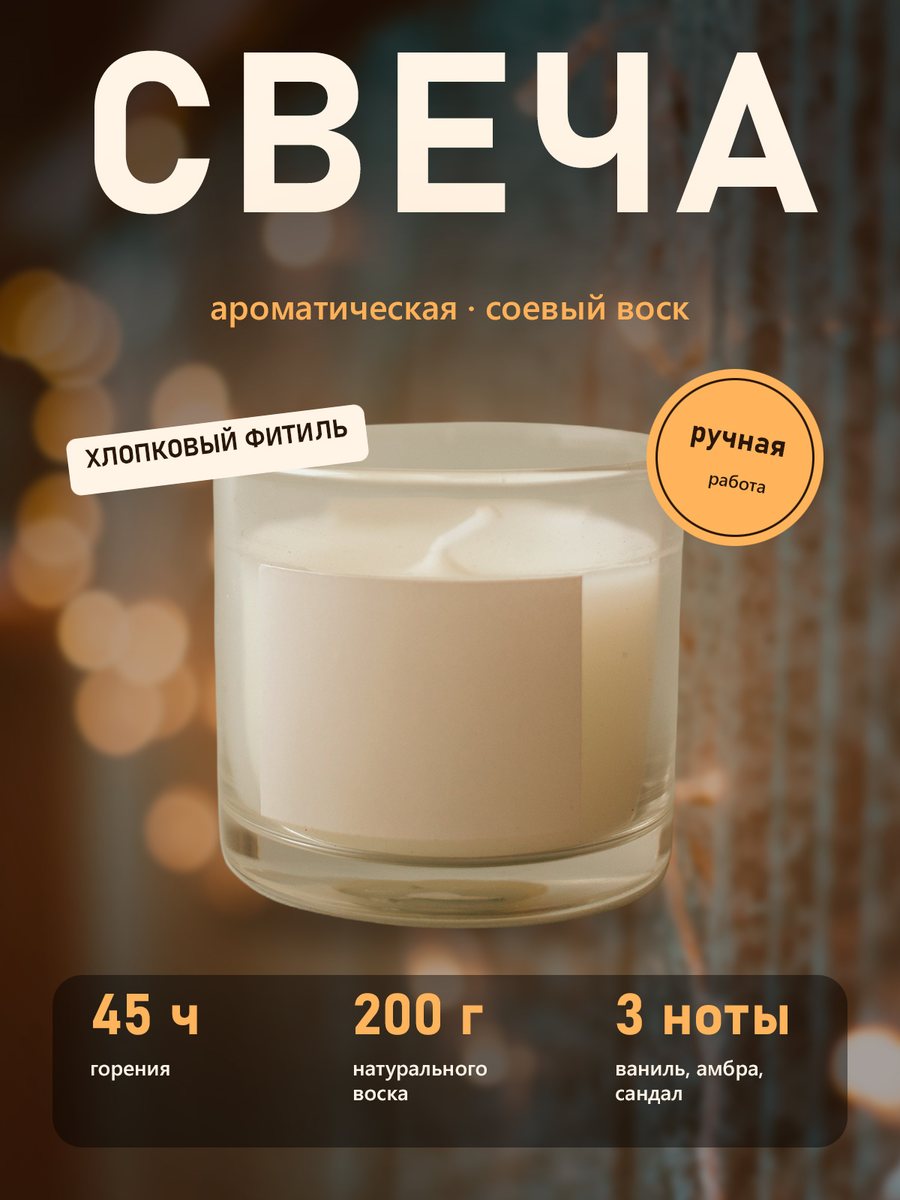 СВЕЧА
ароматическая · соевый воск
ХЛОПКОВЫЙ ФИТИЛЬ
ручная
работа
45 ч
горения
200 г
натурального
воска
3 ноты
ваниль, амбра,
сандал